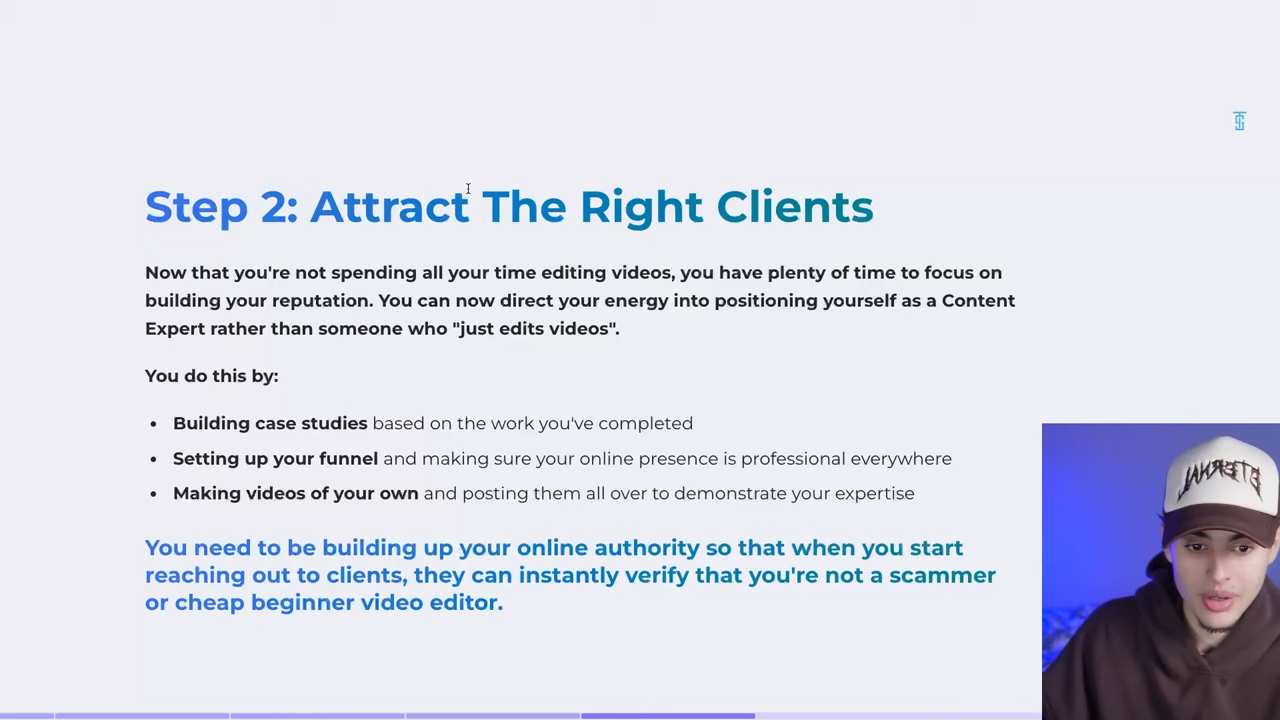 Step 2: Attract The Right Clients
Now that you're not spending all your time editing videos, you have plenty of time to focus on
building your reputation. You can now direct your energy into positioning yourself as a Content
Expert rather than someone who "just edits videos".
You do this by:
• Building case studies based on the work you've completed
• Setting up your funnel and making sure your online presence is professional everywhere
• Making videos of your own and posting them all over to demonstrate your expertise
You need to be building up your online authority so that when you start
reaching out to clients, they can instantly verify that you're not a scammer
or cheap beginner video editor.
ETERNAL